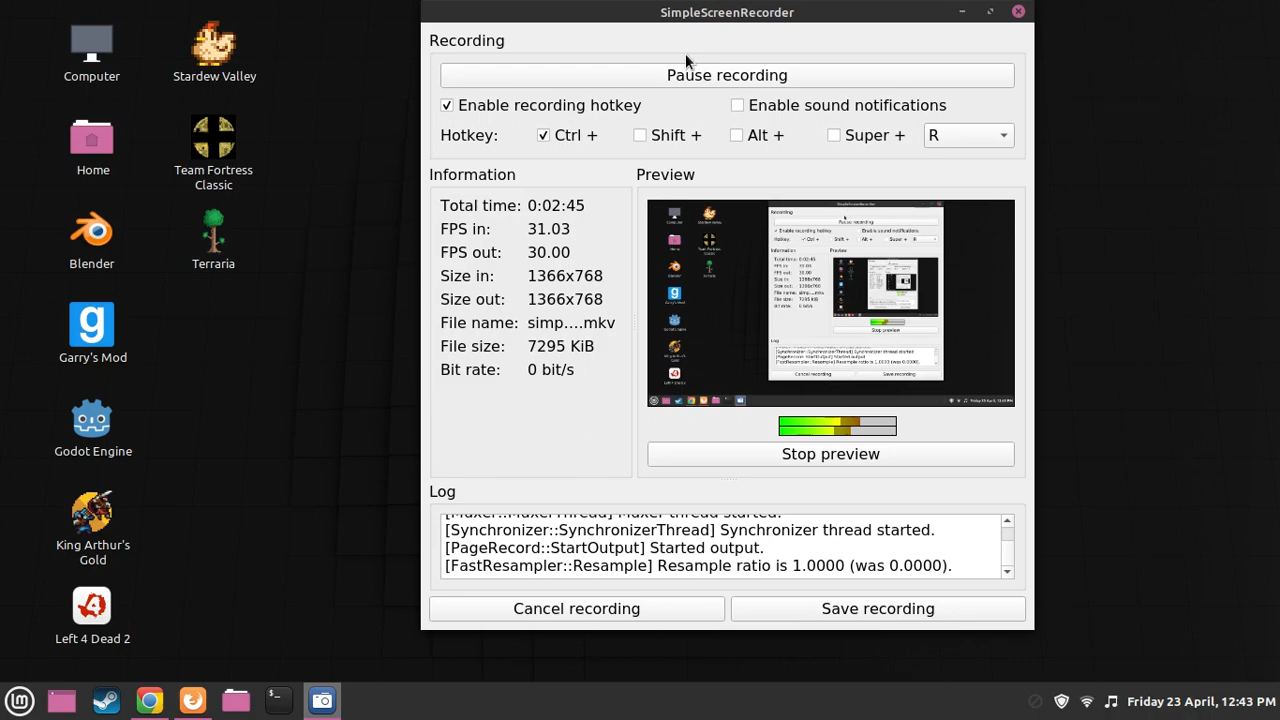 SimpleScreenRecorder
Computer
Stardew Valley
Home
Team Fortress
Classic
Blender
Terraria
Garry's Mod
Godot Engine
King Arthur's
Gold
Left 4 Dead 2
Recording
Pause recording
Enable recording hotkey
Enable sound notifications
Hotkey:
Ctrl +
Shift +
Alt +
Super +
R
Information
Total time: 0:02:45
FPS in: 31.03
FPS out: 30.00
Size in: 1366x768
Size out: 1366x768
File name: simp....mkv
File size: 7295 KiB
Bit rate: 0 bit/s
Preview
Stop preview
Log
[Muxer::MuxerThread] Muxer thread started.
[Synchronizer::SynchronizerThread] Synchronizer thread started.
[PageRecord::StartOutput] Started output.
[FastResampler::Resample] Resample ratio is 1.0000 (was 0.0000).
Cancel recording
Save recording
Friday 23 April, 12:43 PM